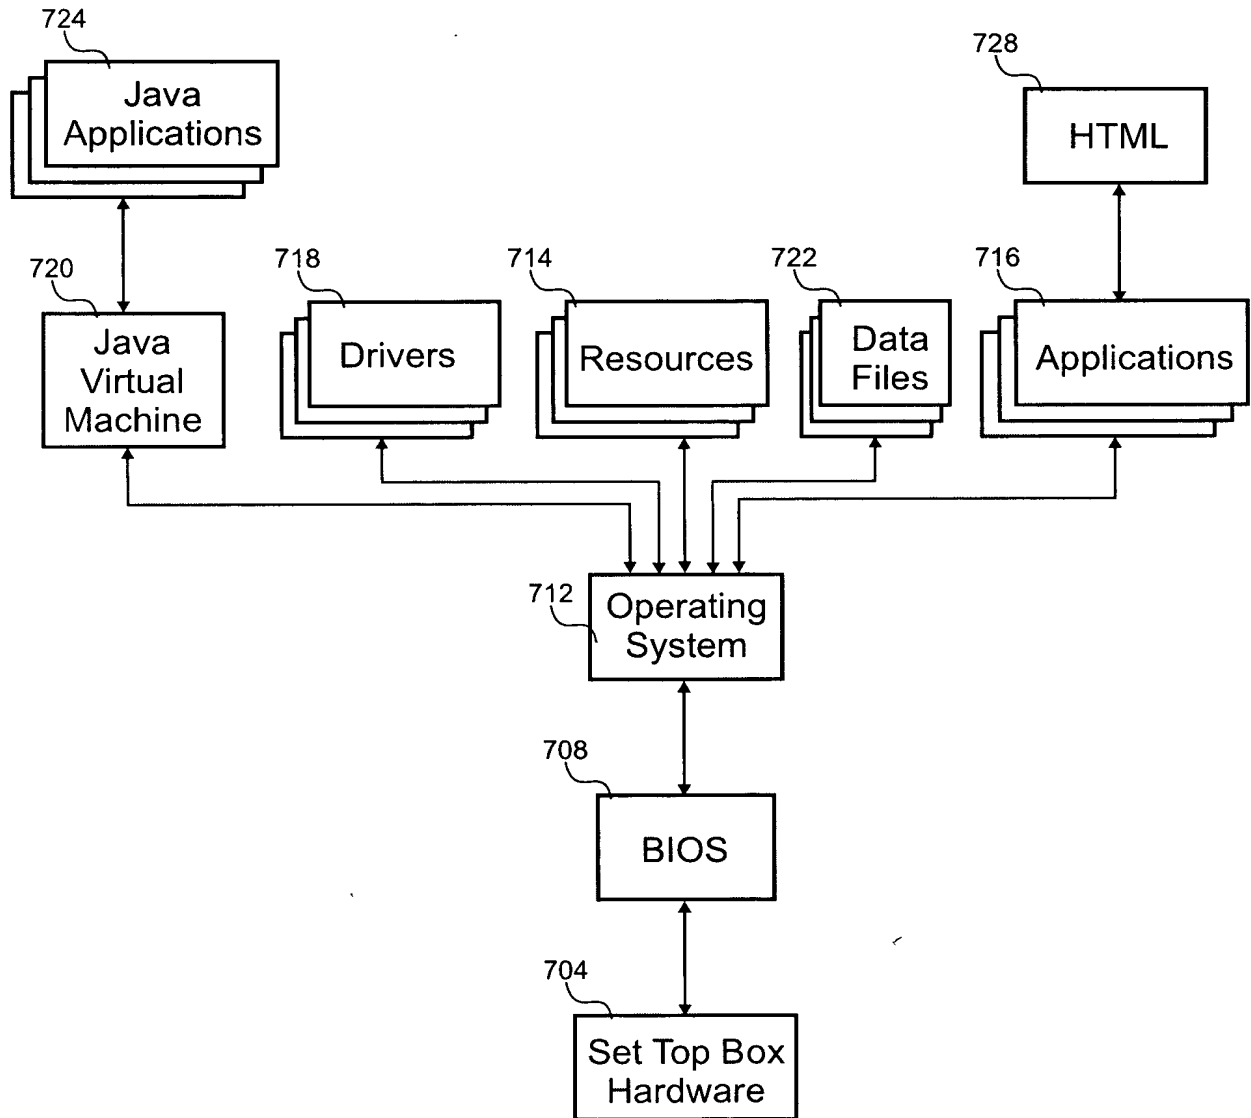 724
Java
Applications
728
HTML
720
Java
Virtual
Machine
718
Drivers
714
Resources
722
Data
Files
716
Applications
712
Operating
System
708
BIOS
704
Set Top Box
Hardware